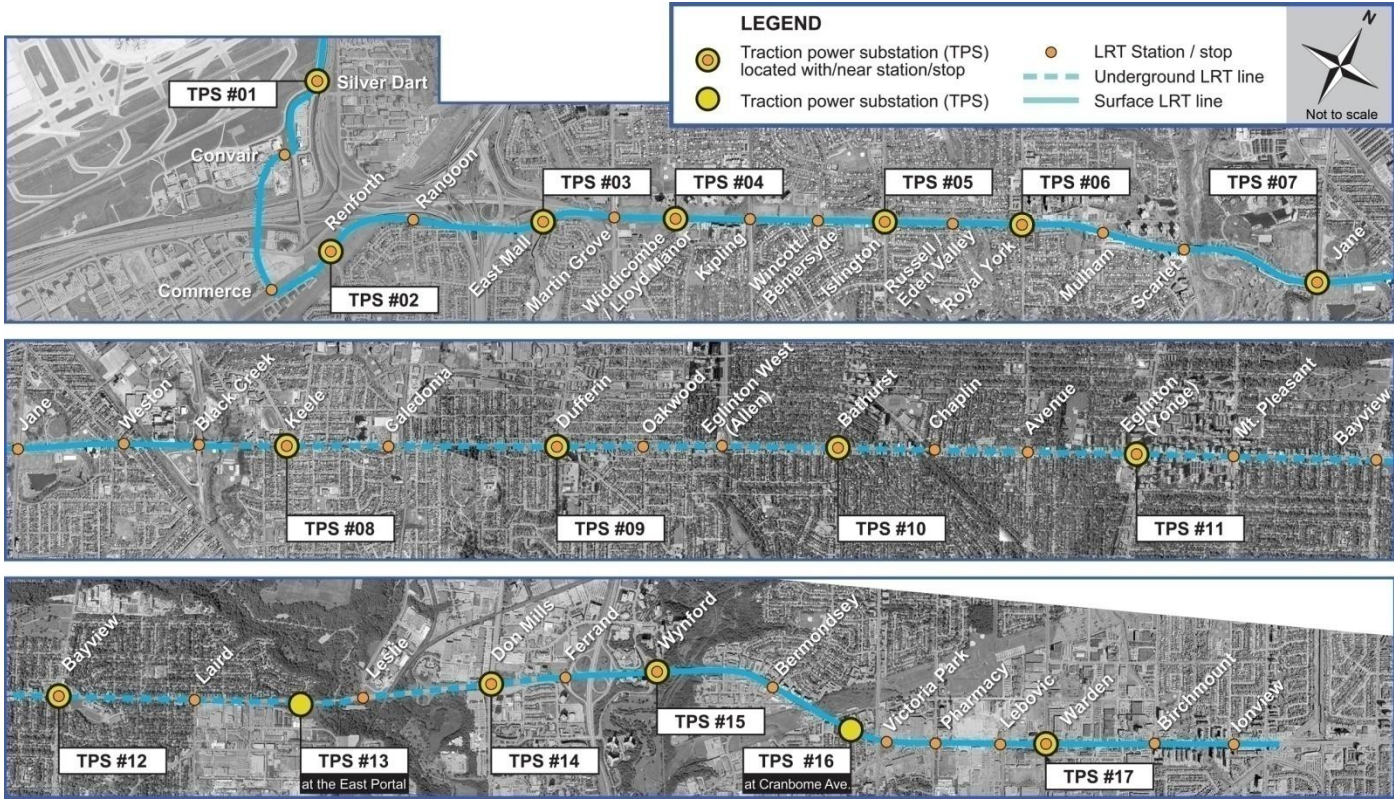 LEGEND
Traction power substation (TPS)
located with/near station/stop
Traction power substation (TPS)
LRT Station / stop
Underground LRT line
Surface LRT line
N
Not to scale
TPS #01
Silver Dart
Convair
Commerce
Renforth
TPS #02
Rangoon
TPS #03
East Mall
Martin Grove
TPS #04
Widdicombe
/ Lloyd Manor
Kipling
Wincott /
Bemersyde
TPS #05
Islington
Russell /
Eden Valley
TPS #06
Royal York
Mulham
Scarlet
TPS #07
Jane
Jane
Weston
Black Creek
Keele
TPS #08
Caledonia
Dufferin
TPS #09
Oakwood
Eglinton West
(Allen)
Bathurst
TPS #10
Chaplin
Avenue
Eglinton
(Yonge)
TPS #11
Mt. Pleasant
Bayview
Bayview
TPS #12
Laird
TPS #13
at the East Portal
Leslie
Don Mills
TPS #14
Ferrand
Wynford
TPS #15
Bermondsey
TPS #16
at Cranbome Ave.
Victoria Park
Pharmacy
Lebovic
Warden
TPS #17
Birchmount
Ionview